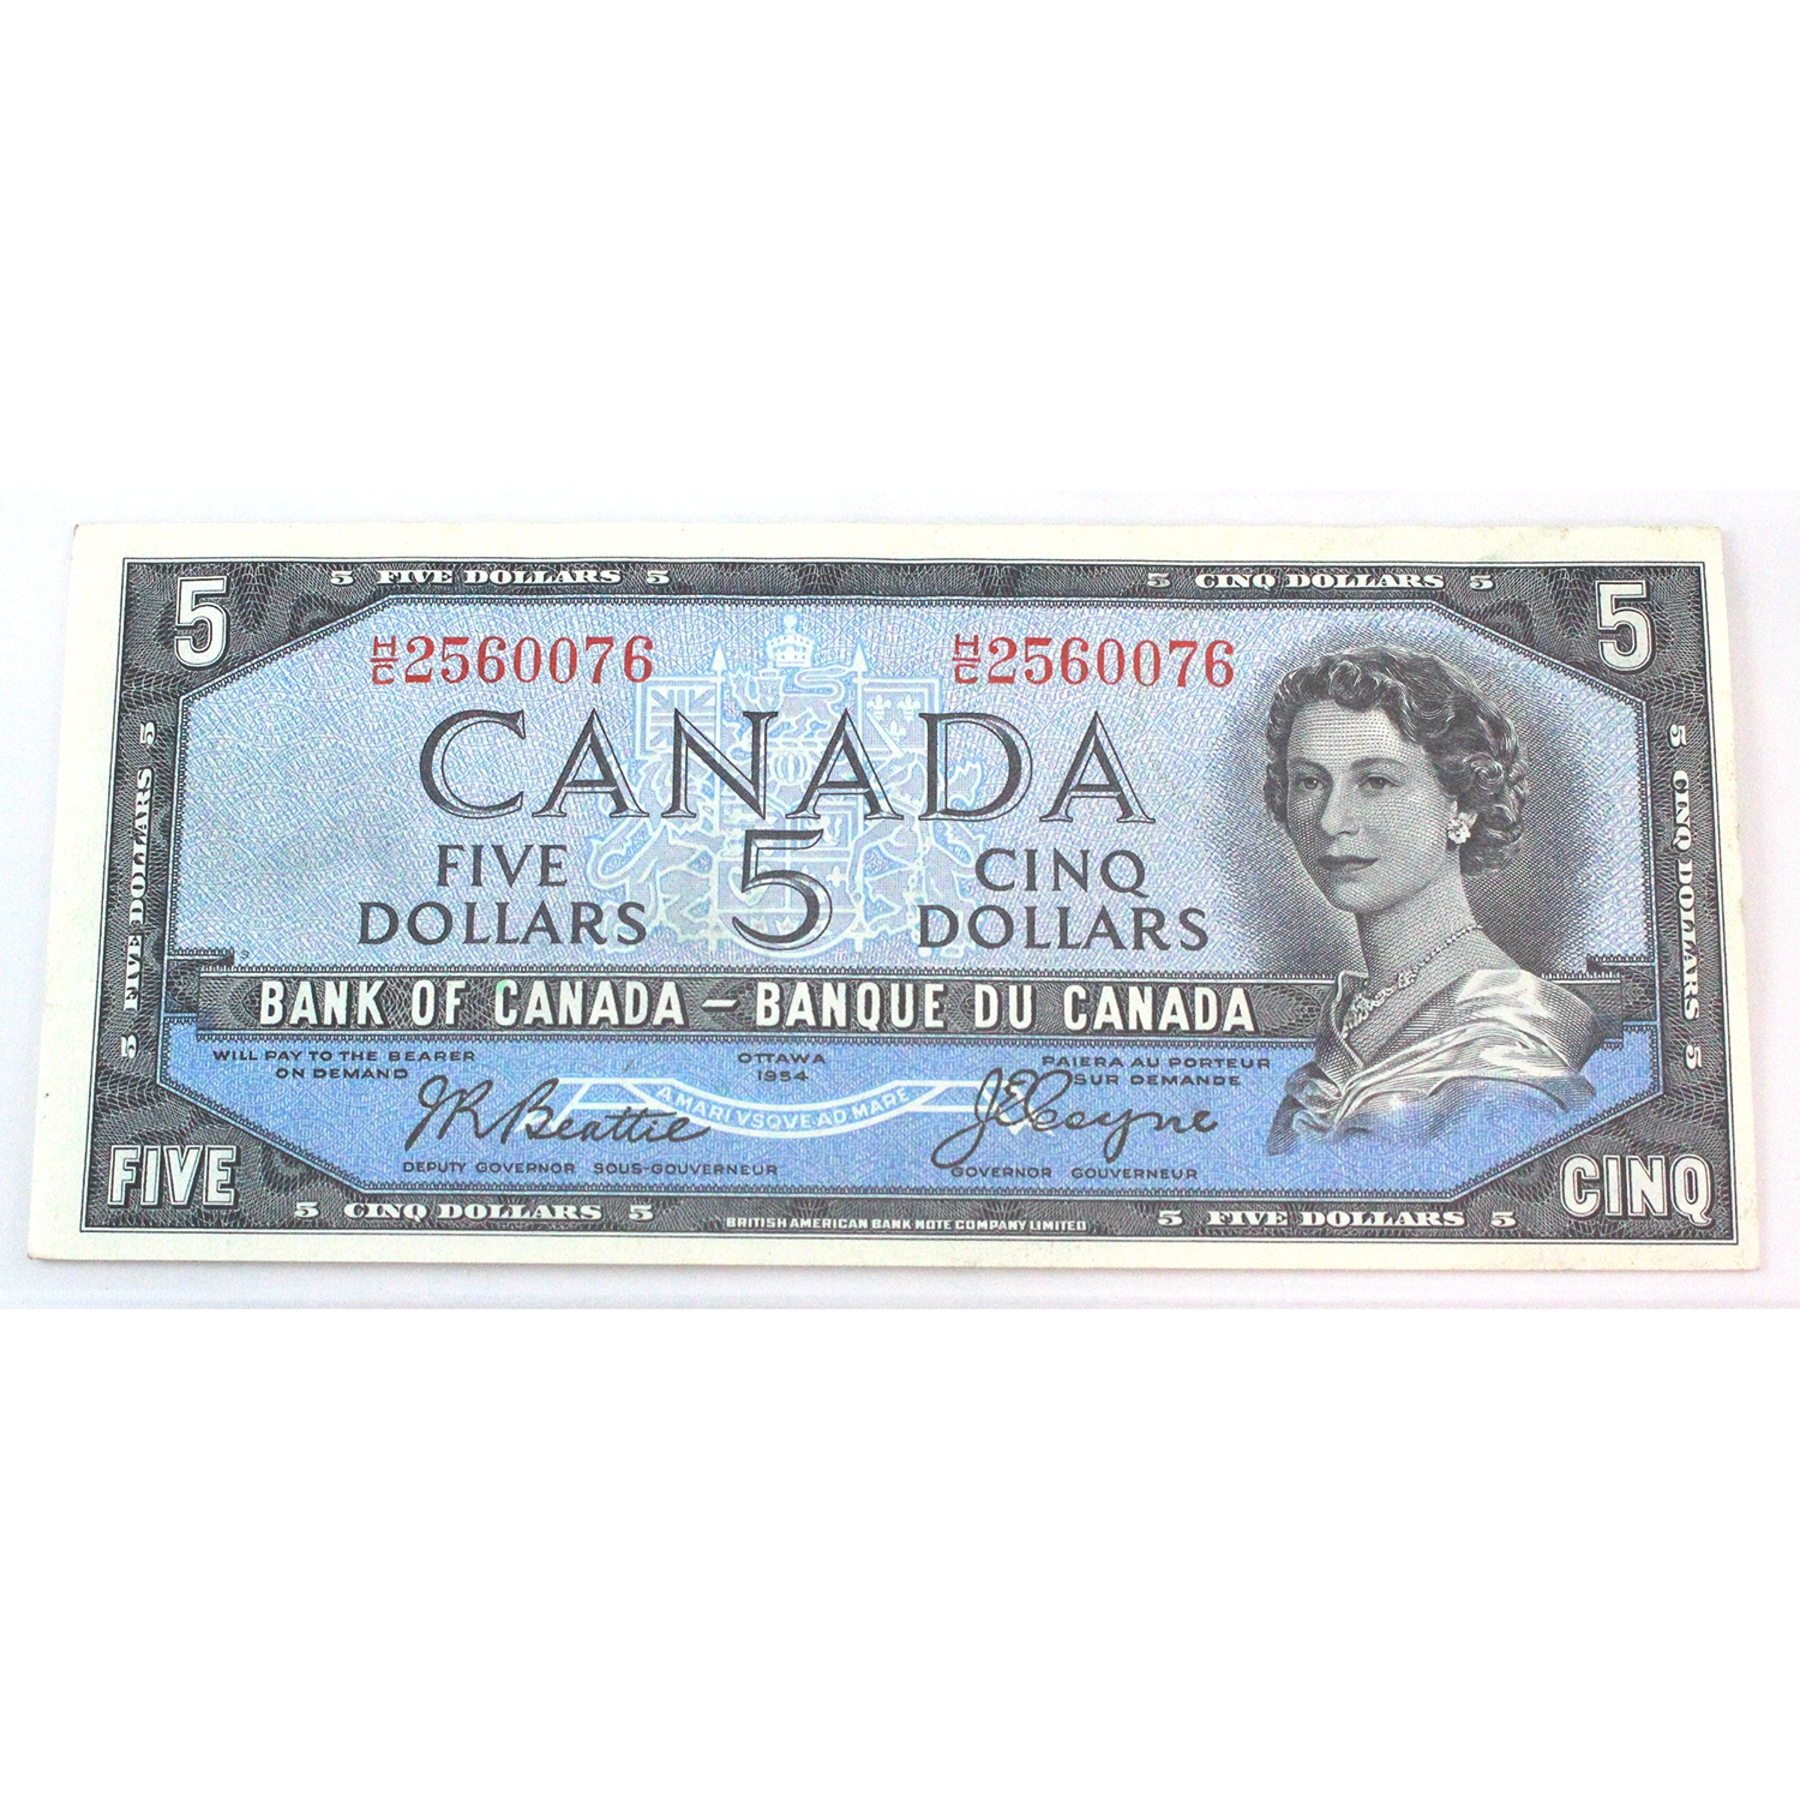 5 5 FIVE DOLLARS 5 5 CINQ DOLLARS 5 5
H/C 2560076 H/C 2560076
CANADA
FIVE DOLLARS
5
CINQ DOLLARS
5 FIVE DOLLARS 5
5 CINQ DOLLARS 5
BANK OF CANADA – BANQUE DU CANADA
WILL PAY TO THE BEARER
ON DEMAND
OTTAWA
1954
PAIERA AU PORTEUR
SUR DEMANDE
A MARI VSQVE AD MARE
JR Beattie
J E Coyne
DEPUTY GOVERNOR SOUS-GOUVERNEUR
GOVERNOR GOUVERNEUR
FIVE
CINQ
5 CINQ DOLLARS 5
BRITISH AMERICAN BANK NOTE COMPANY LIMITED
5 FIVE DOLLARS 5